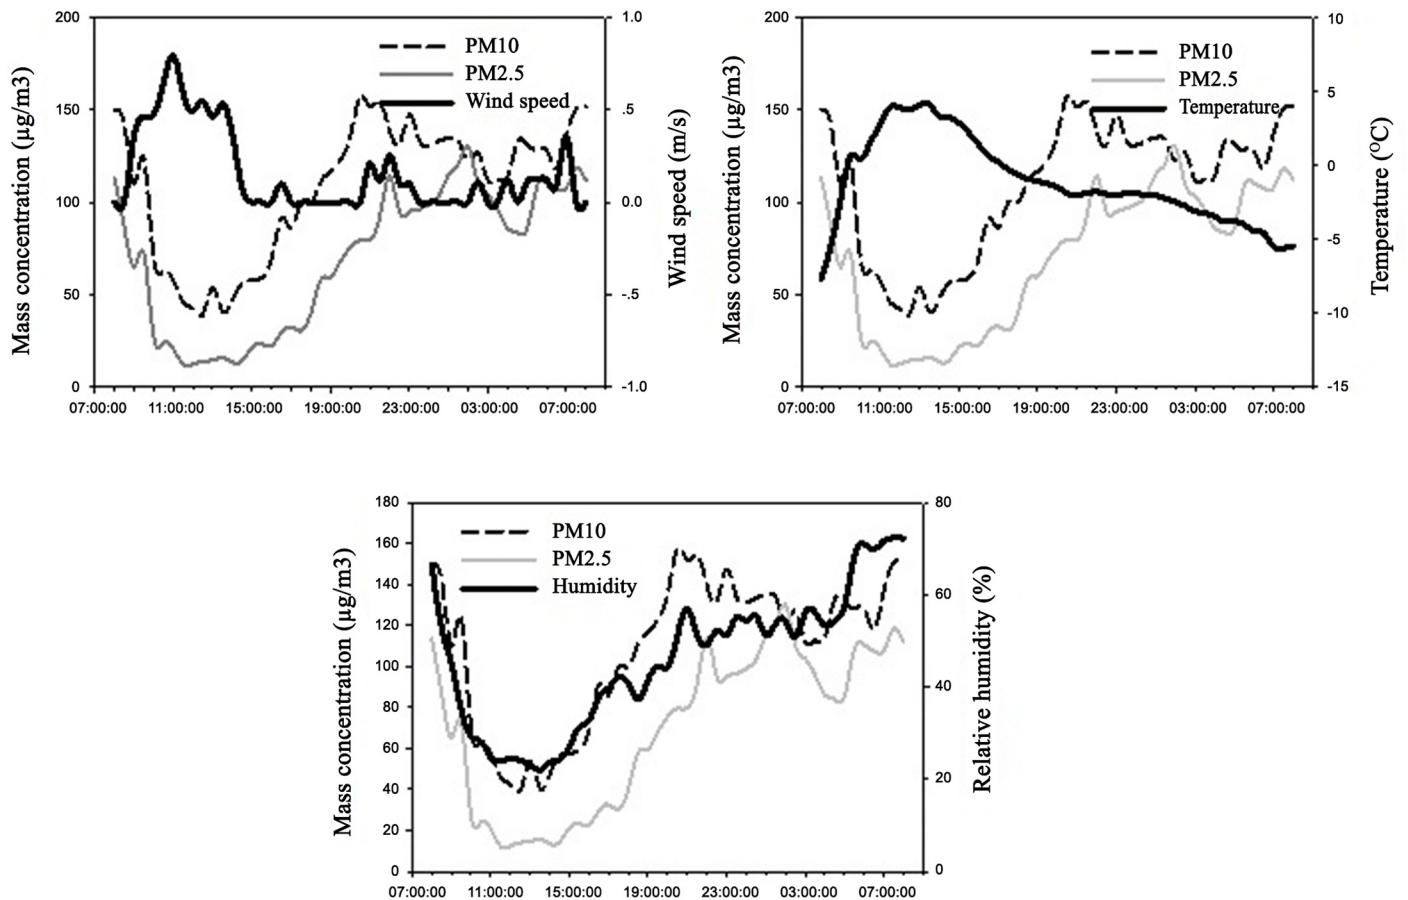 200
150
100
50
0
Mass concentration (µg/m3)
PM10
PM2.5
Wind speed
1.0
.5
0.0
-.5
-1.0
Wind speed (m/s)
07:00:00 11:00:00 15:00:00 19:00:00 23:00:00 03:00:00 07:00:00
200
150
100
50
0
Mass concentration (µg/m3)
PM10
PM2.5
Temperature
10
5
0
-5
-10
-15
Temperature (°C)
07:00:00 11:00:00 15:00:00 19:00:00 23:00:00 03:00:00 07:00:00
180
160
140
120
100
80
60
40
20
0
Mass concentration (µg/m3)
PM10
PM2.5
Humidity
80
60
40
20
0
Relative humidity (%)
07:00:00 11:00:00 15:00:00 19:00:00 23:00:00 03:00:00 07:00:00